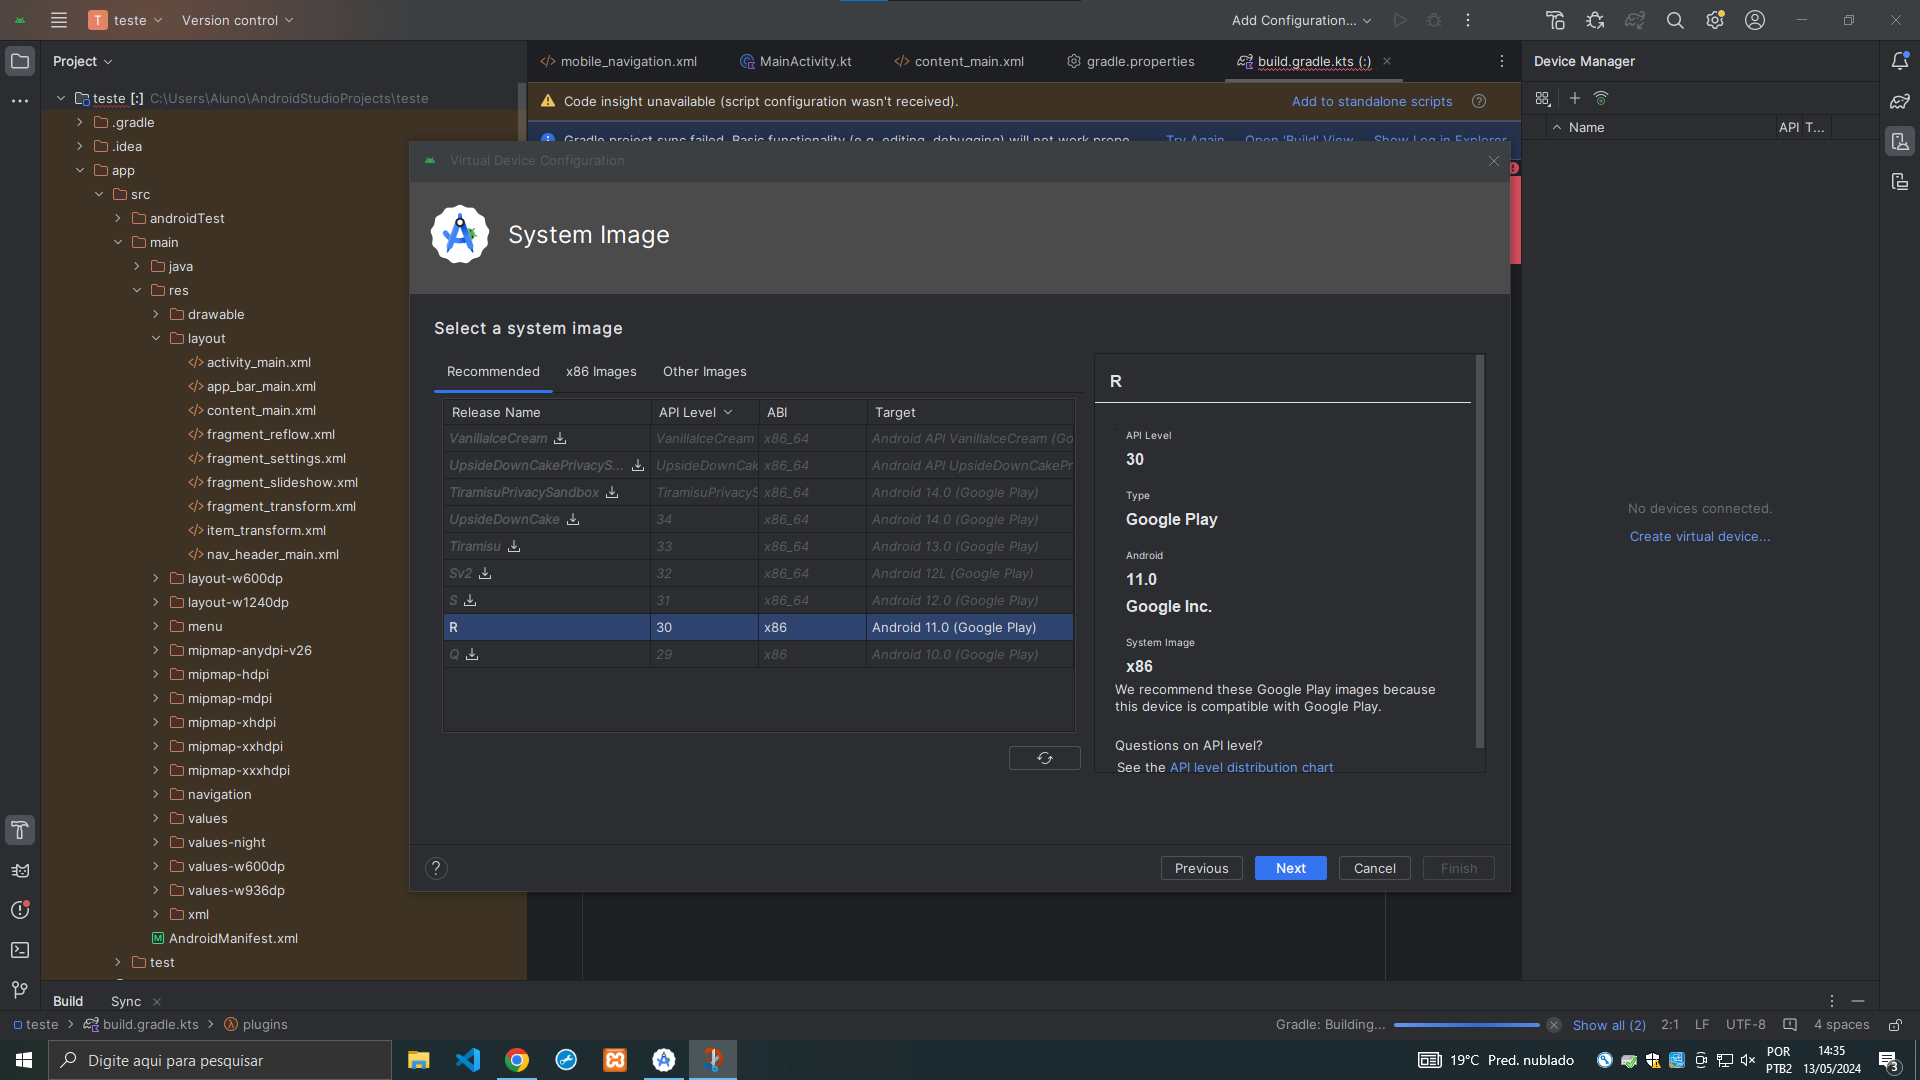 T teste Version control Add Configuration...
Project
mobile_navigation.xml MainActivity.kt content_main.xml gradle.properties build.gradle.kts (:)
Device Manager
teste [:] C:\Users\Aluno\AndroidStudioProjects\teste
Code insight unavailable (script configuration wasn't received). Add to standalone scripts
Gradle project sync failed. Basic functionality (e.g. editing, debugging) will not work prope... Try Again Open 'Build' View Show Log in Explorer
Name API T...
.gradle
.idea
app
src
androidTest
main
java
res
drawable
layout
activity_main.xml
app_bar_main.xml
content_main.xml
fragment_reflow.xml
fragment_settings.xml
fragment_slideshow.xml
fragment_transform.xml
item_transform.xml
nav_header_main.xml
layout-w600dp
layout-w1240dp
menu
mipmap-anydpi-v26
mipmap-hdpi
mipmap-mdpi
mipmap-xhdpi
mipmap-xxhdpi
mipmap-xxxhdpi
navigation
values
values-night
values-w600dp
values-w936dp
xml
AndroidManifest.xml
test
Virtual Device Configuration
System Image
Select a system image
Recommended x86 Images Other Images
Release Name API Level ABI Target
VanillaIceCream VanillaIceCream x86_64 Android API VanillaIceCream (Go
UpsideDownCakePrivacyS... UpsideDownCak x86_64 Android API UpsideDownCakePr
TiramisuPrivacySandbox TiramisuPrivacyS x86_64 Android 14.0 (Google Play)
UpsideDownCake 34 x86_64 Android 14.0 (Google Play)
Tiramisu 33 x86_64 Android 13.0 (Google Play)
Sv2 32 x86_64 Android 12L (Google Play)
S 31 x86_64 Android 12.0 (Google Play)
R 30 x86 Android 11.0 (Google Play)
Q 29 x86 Android 10.0 (Google Play)
R
API Level
30
Type
Google Play
Android
11.0
Google Inc.
System Image
x86
We recommend these Google Play images because
this device is compatible with Google Play.
Questions on API level?
See the API level distribution chart
? Previous Next Cancel Finish
No devices connected.
Create virtual device...
Build Sync
teste build.gradle.kts plugins Gradle: Building... Show all (2) 2:1 LF UTF-8 4 spaces
Digite aqui para pesquisar
19°C Pred. nublado
POR
PTB2
14:35
13/05/2024
3